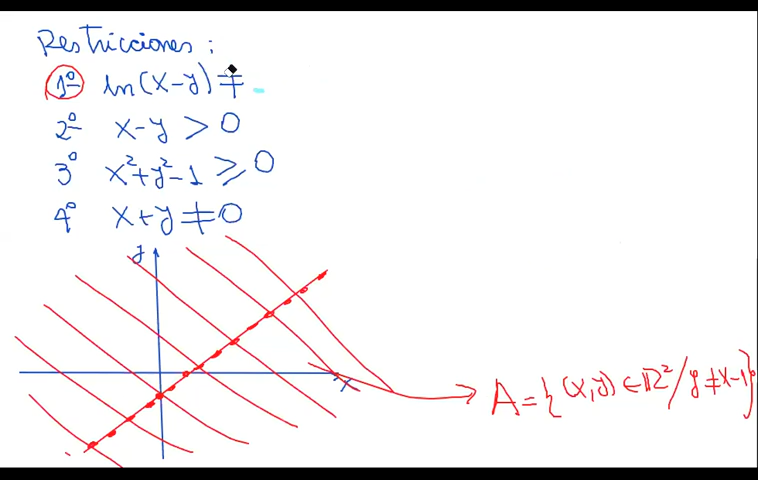 Restricciones:
1º ln(x-y) ≠
2º x-y > 0
3º x²+y²-1 ≥ 0
4º x+y ≠ 0
y
x
A = {(x,y) ∈ ℝ² / y ≠ x-1}